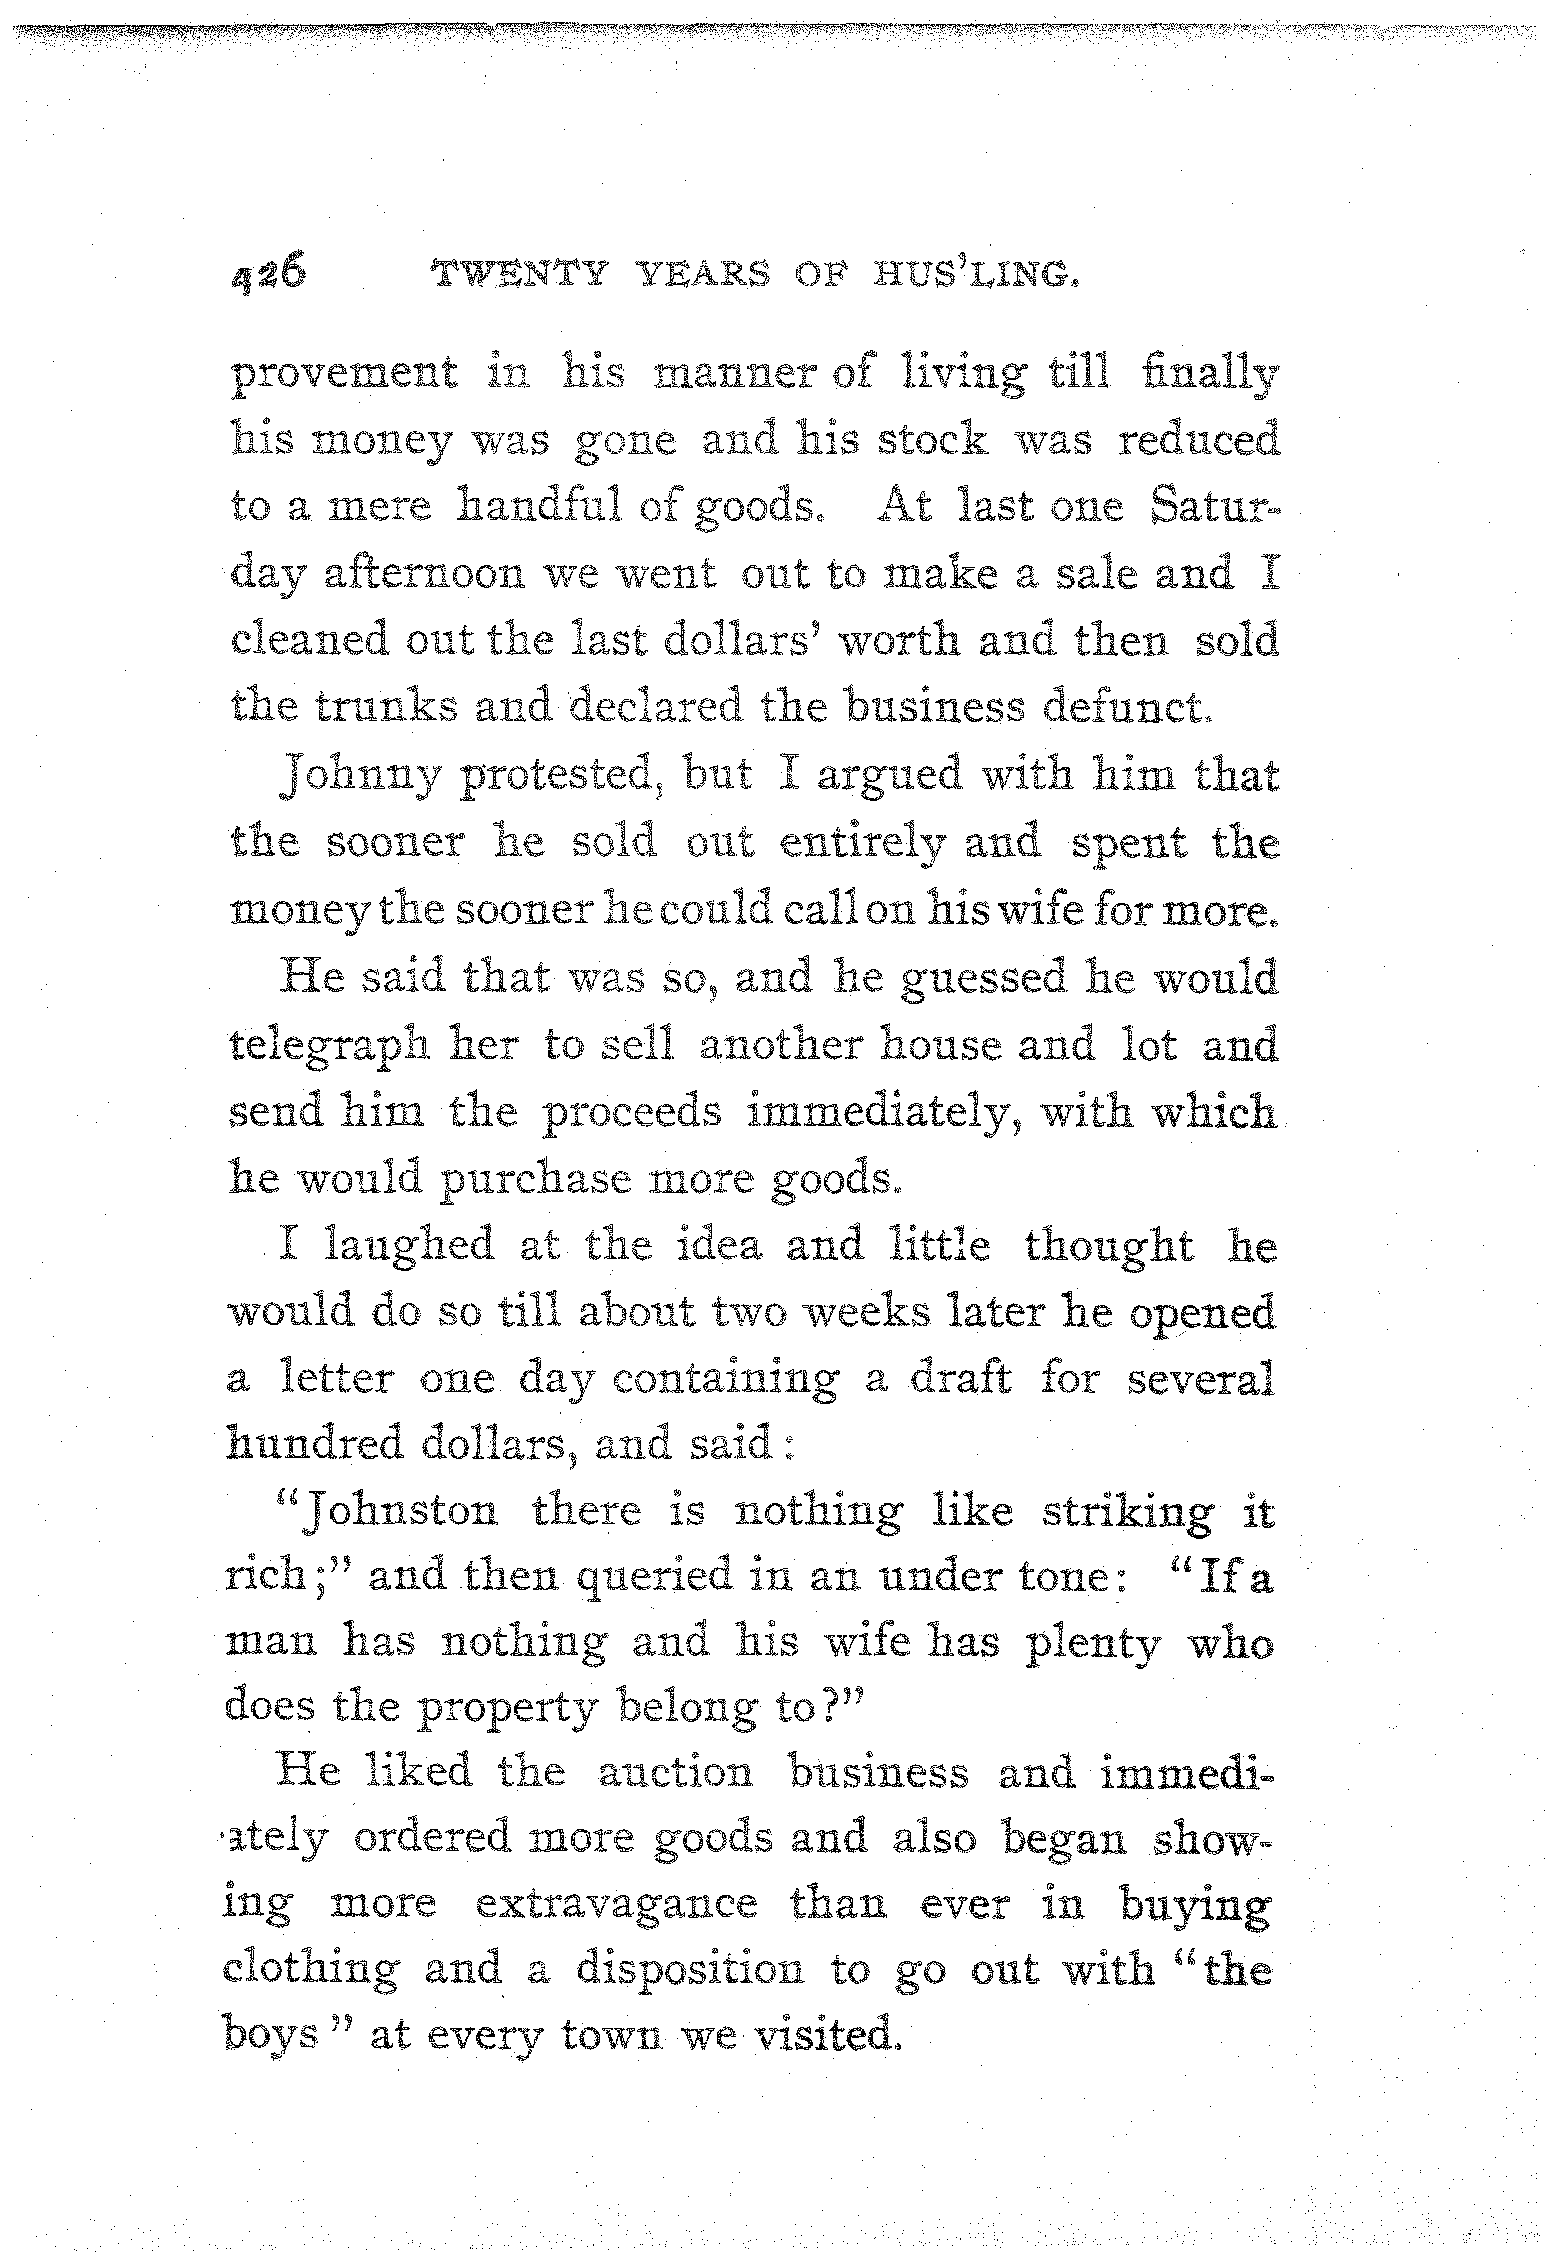 426 TWENTY YEARS OF HUS'LING.
provement in his manner of living till finally
his money was gone and his stock was reduced
to a mere handful of goods. At last one Satur-
day afternoon we went out to make a sale and I
cleaned out the last dollars' worth and then sold
the trunks and declared the business defunct.
Johnny protested, but I argued with him that
the sooner he sold out entirely and spent the
money the sooner he could call on his wife for more.
He said that was so, and he guessed he would
telegraph her to sell another house and lot and
send him the proceeds immediately, with which
he would purchase more goods.
I laughed at the idea and little thought he
would do so till about two weeks later he opened
a letter one day containing a draft for several
hundred dollars, and said:
"Johnston there is nothing like striking it
rich;" and then queried in an under tone: "If a
man has nothing and his wife has plenty who
does the property belong to?"
He liked the auction business and immedi-
ately ordered more goods and also began show-
ing more extravagance than ever in buying
clothing and a disposition to go out with "the
boys" at every town we visited.